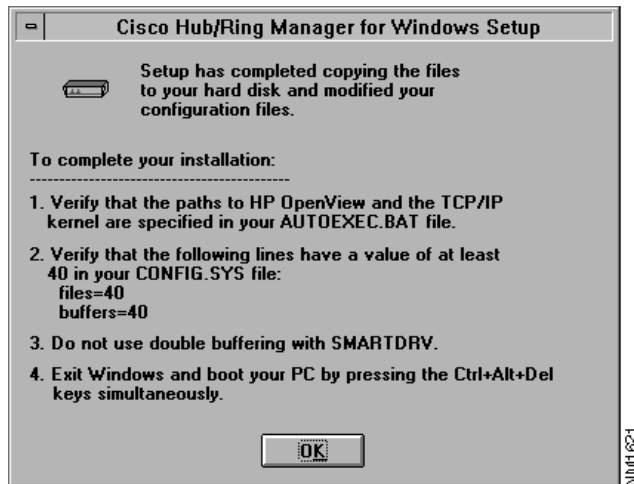 Cisco Hub/Ring Manager for Windows Setup
Setup has completed copying the files
to your hard disk and modified your
configuration files.
To complete your installation:
--------------------------------------------
1. Verify that the paths to HP OpenView and the TCP/IP
kernel are specified in your AUTOEXEC.BAT file.
2. Verify that the following lines have a value of at least
40 in your CONFIG.SYS file:
files=40
buffers=40
3. Do not use double buffering with SMARTDRV.
4. Exit Windows and boot your PC by pressing the Ctrl+Alt+Del
keys simultaneously.
OK
NM1621